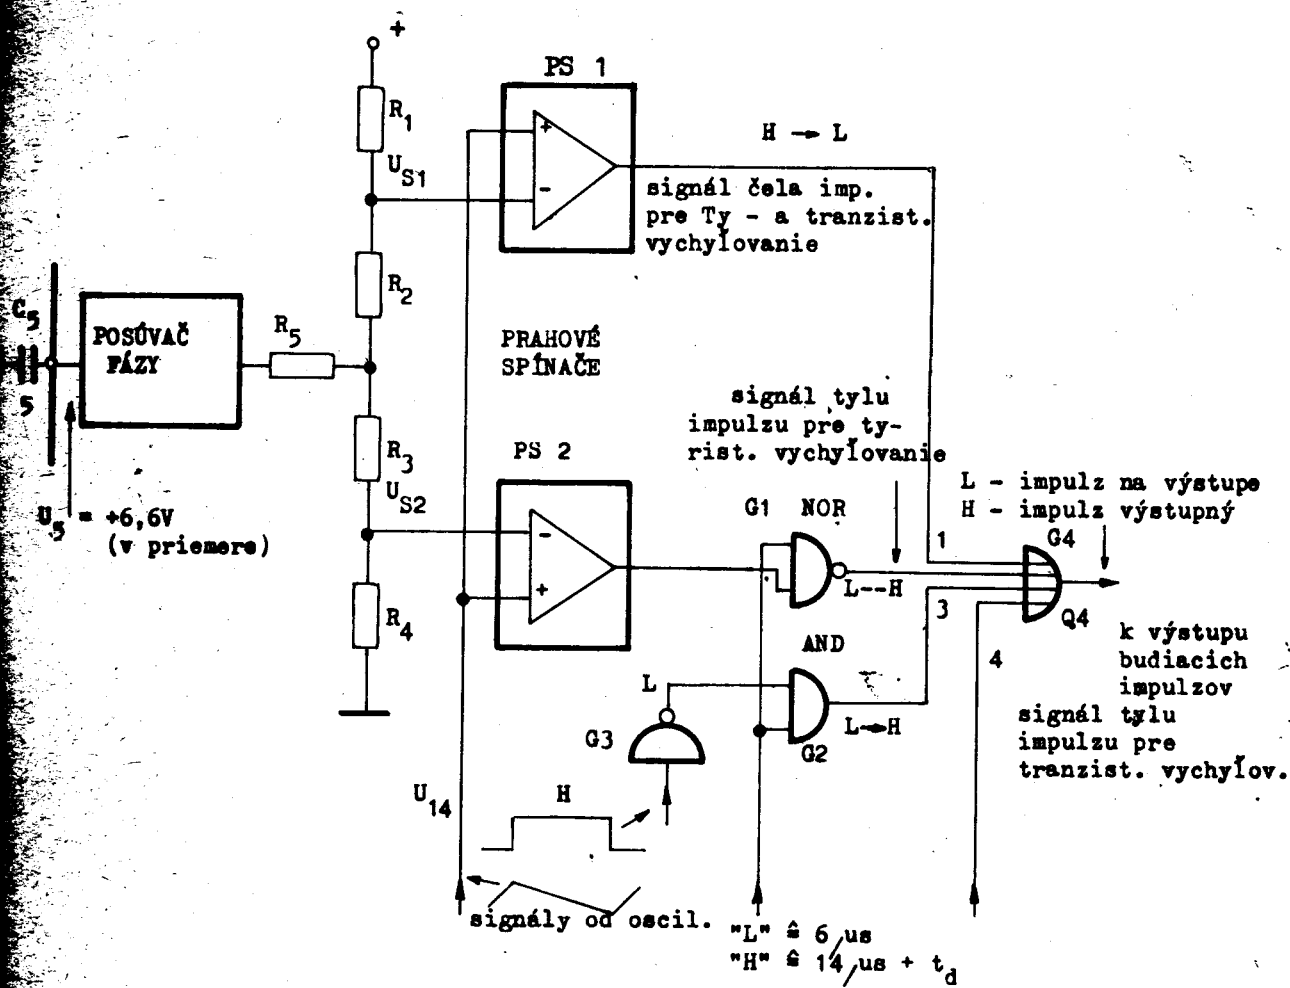 +
PS 1
R1
H → L
US1
signál čela imp.
pre Ty - a tranzist.
vychyľovanie
+
-
R2
C5
POSÚVAČ
FÁZY
R5
PRAHOVÉ
SPÍNAČE
5
signál tylu
impulzu pre ty-
rist. vychyľovanie
R3
PS 2
US2
U5 = +6,6V
(v priemere)
L - impulz na výstupe
H - impulz výstupný
G1 NOR
G4
1
-
+
L--H
3
Q4
R4
AND
k výstupu
budiacich
impulzov
4
L
G3
L→H
G2
signál tylu
impulzu pre
tranzist. vychyľov.
U14
H
signály od oscil.
"L" ≙ 6/us
"H" ≙ 14/us + td